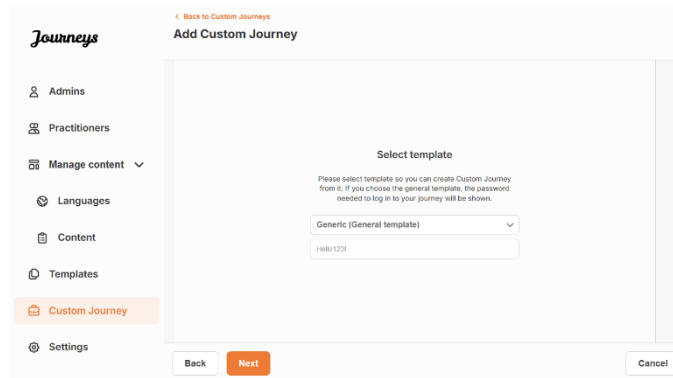 Journeys
Admins
Practitioners
Manage content
Languages
Content
Templates
Custom Journey
Settings
Back to Custom Journeys
Add Custom Journey
Select template
Please select template so you can create Custom Journey
from it. If you choose the general template, the password
needed to log in to your journey will be shown.
Generic (General template)
Hello123!
Back
Next
Cancel